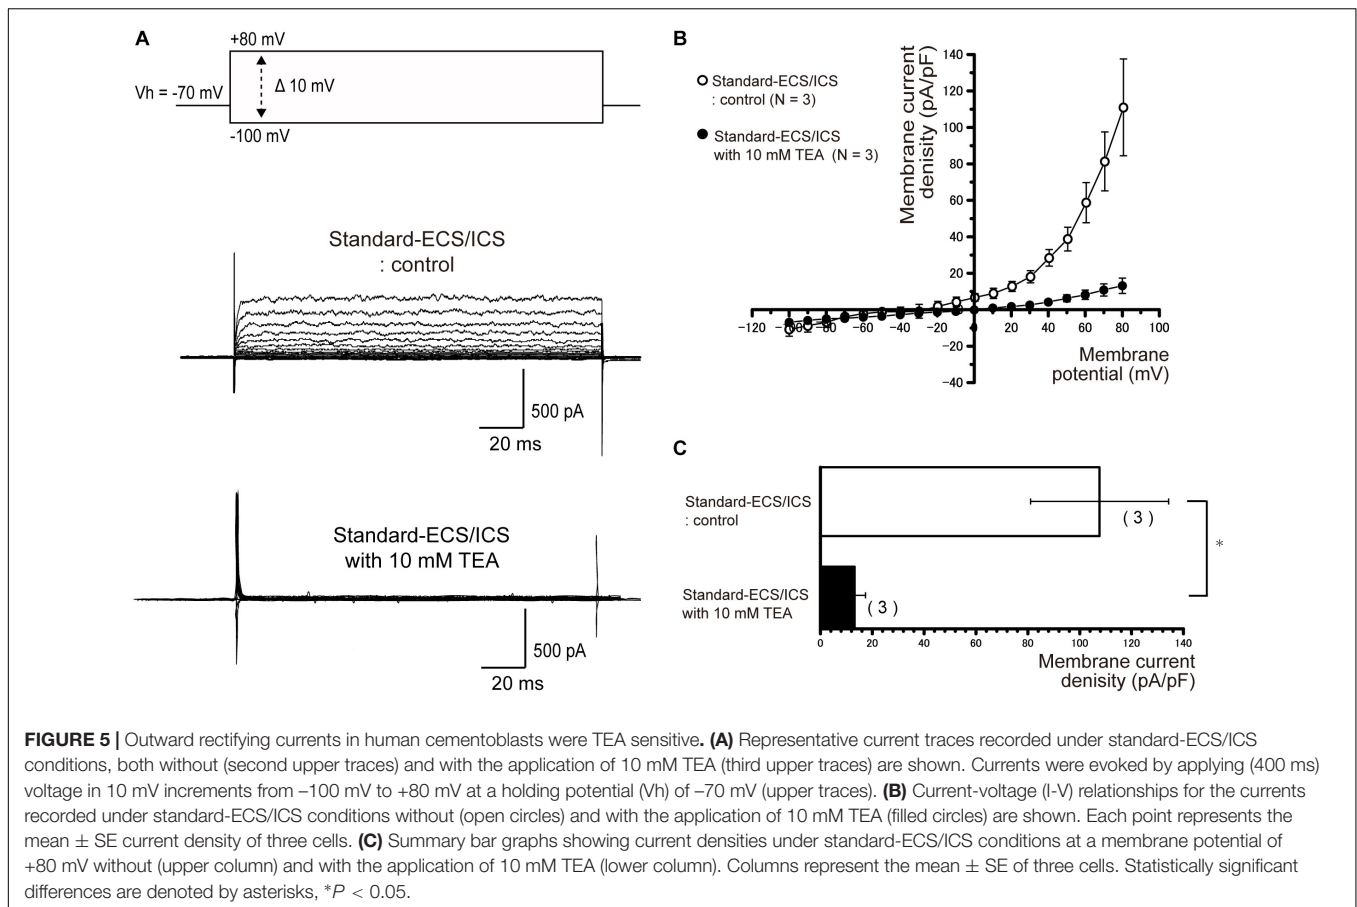 A
+80 mV
Vh = -70 mV
Δ 10 mV
-100 mV
Standard-ECS/ICS
: control
500 pA
20 ms
Standard-ECS/ICS
with 10 mM TEA
500 pA
20 ms
B
Standard-ECS/ICS
: control (N = 3)
Standard-ECS/ICS
with 10 mM TEA (N = 3)
Membrane current
denisity (pA/pF)
140
120
100
80
60
40
20
−20
−40
−120 −100 −80 −60 −40 −20 0 20 40 60 80 100
Membrane
potential (mV)
C
Standard-ECS/ICS
: control
( 3 )
*
Standard-ECS/ICS
with 10 mM TEA
( 3 )
0 20 40 60 80 100 120 140
Membrane current
denisity (pA/pF)
FIGURE 5 | Outward rectifying currents in human cementoblasts were TEA sensitive. (A) Representative current traces recorded under standard-ECS/ICS
conditions, both without (second upper traces) and with the application of 10 mM TEA (third upper traces) are shown. Currents were evoked by applying (400 ms)
voltage in 10 mV increments from –100 mV to +80 mV at a holding potential (Vh) of –70 mV (upper traces). (B) Current-voltage (I-V) relationships for the currents
recorded under standard-ECS/ICS conditions without (open circles) and with the application of 10 mM TEA (filled circles) are shown. Each point represents the
mean ± SE current density of three cells. (C) Summary bar graphs showing current densities under standard-ECS/ICS conditions at a membrane potential of
+80 mV without (upper column) and with the application of 10 mM TEA (lower column). Columns represent the mean ± SE of three cells. Statistically significant
differences are denoted by asterisks, *P < 0.05.